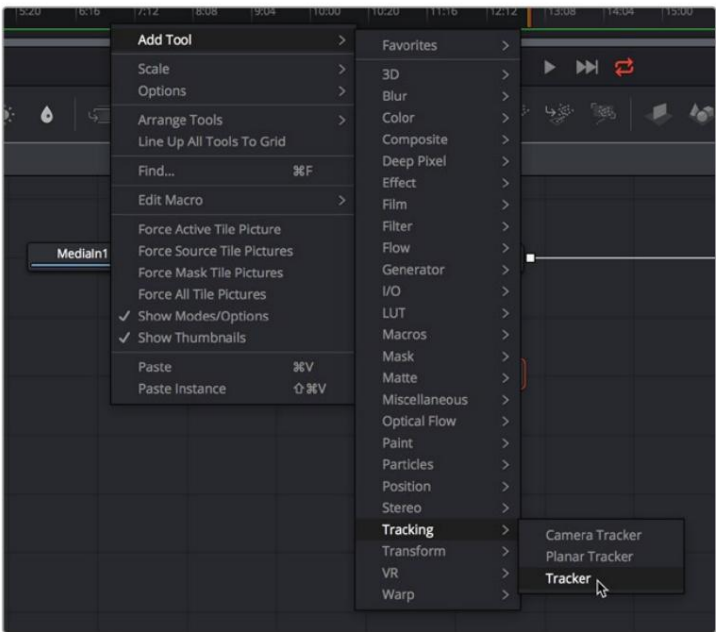 5:20 6:16 7:12 8:08 9:04 10:00 10:20 11:16 12:12 13:08 14:04 15:00
Add Tool >
Scale >
Options >
Arrange Tools >
Line Up All Tools To Grid
Find... ⌘F
Edit Macro >
Force Active Tile Picture
Force Source Tile Pictures
Force Mask Tile Pictures
Force All Tile Pictures
✓ Show Modes/Options
✓ Show Thumbnails
Paste ⌘V
Paste Instance ⇧⌘V
MediaIn1
Favorites >
3D >
Blur >
Color >
Composite >
Deep Pixel >
Effect >
Film >
Filter >
Flow >
Generator >
I/O >
LUT >
Macros >
Mask >
Matte >
Miscellaneous >
Optical Flow >
Paint >
Particles >
Position >
Stereo >
Tracking >
Transform >
VR >
Warp >
Camera Tracker
Planar Tracker
Tracker